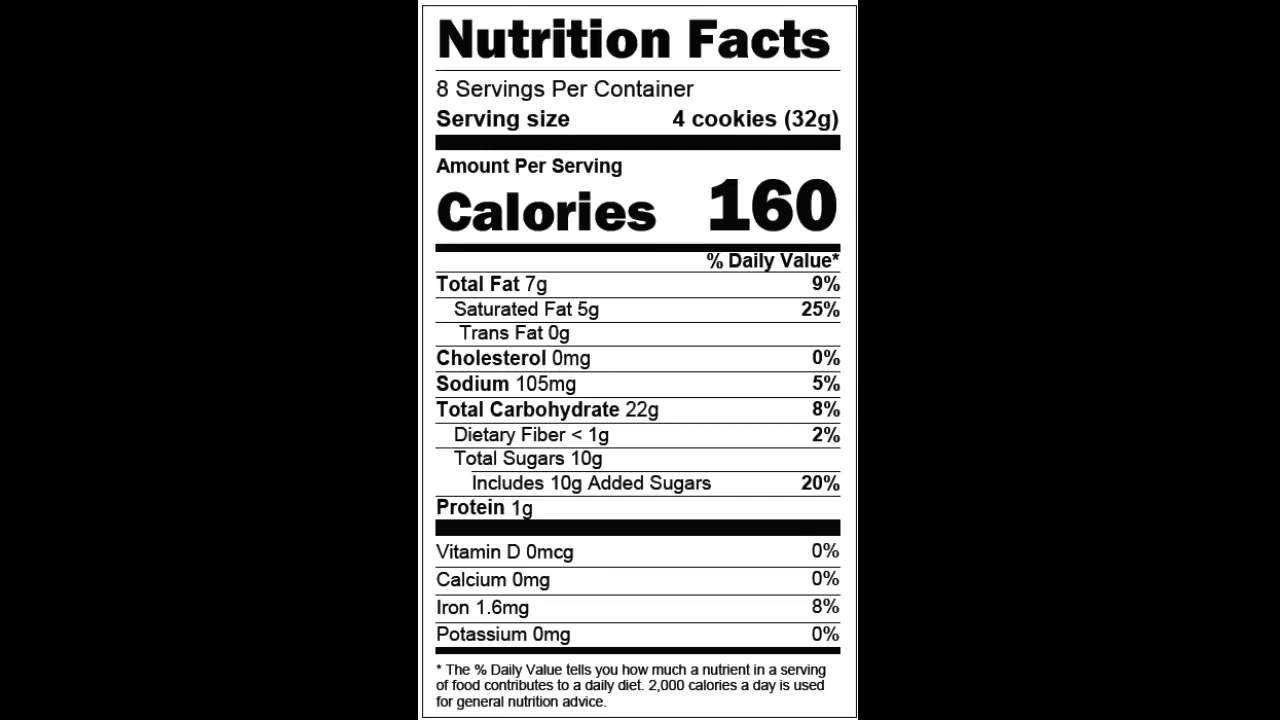 Nutrition Facts
8 Servings Per Container
Serving size 4 cookies (32g)
Amount Per Serving
Calories 160
% Daily Value*
Total Fat 7g 9%
Saturated Fat 5g 25%
Trans Fat 0g
Cholesterol 0mg 0%
Sodium 105mg 5%
Total Carbohydrate 22g 8%
Dietary Fiber < 1g 2%
Total Sugars 10g
Includes 10g Added Sugars 20%
Protein 1g
Vitamin D 0mcg 0%
Calcium 0mg 0%
Iron 1.6mg 8%
Potassium 0mg 0%
* The % Daily Value tells you how much a nutrient in a serving
of food contributes to a daily diet. 2,000 calories a day is used
for general nutrition advice.